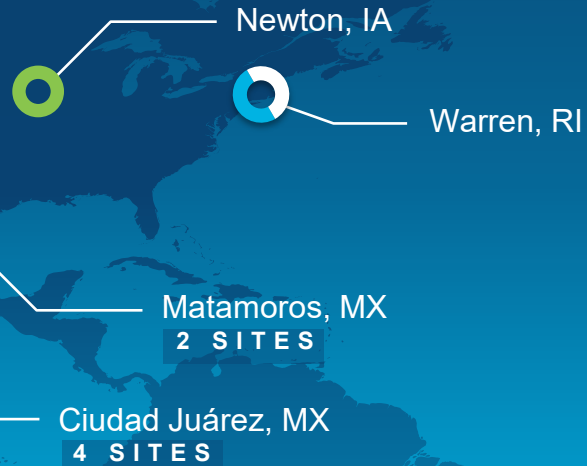 Newton, IA
Warren, RI
Matamoros, MX
2 SITES
Ciudad Juárez, MX
4 SITES